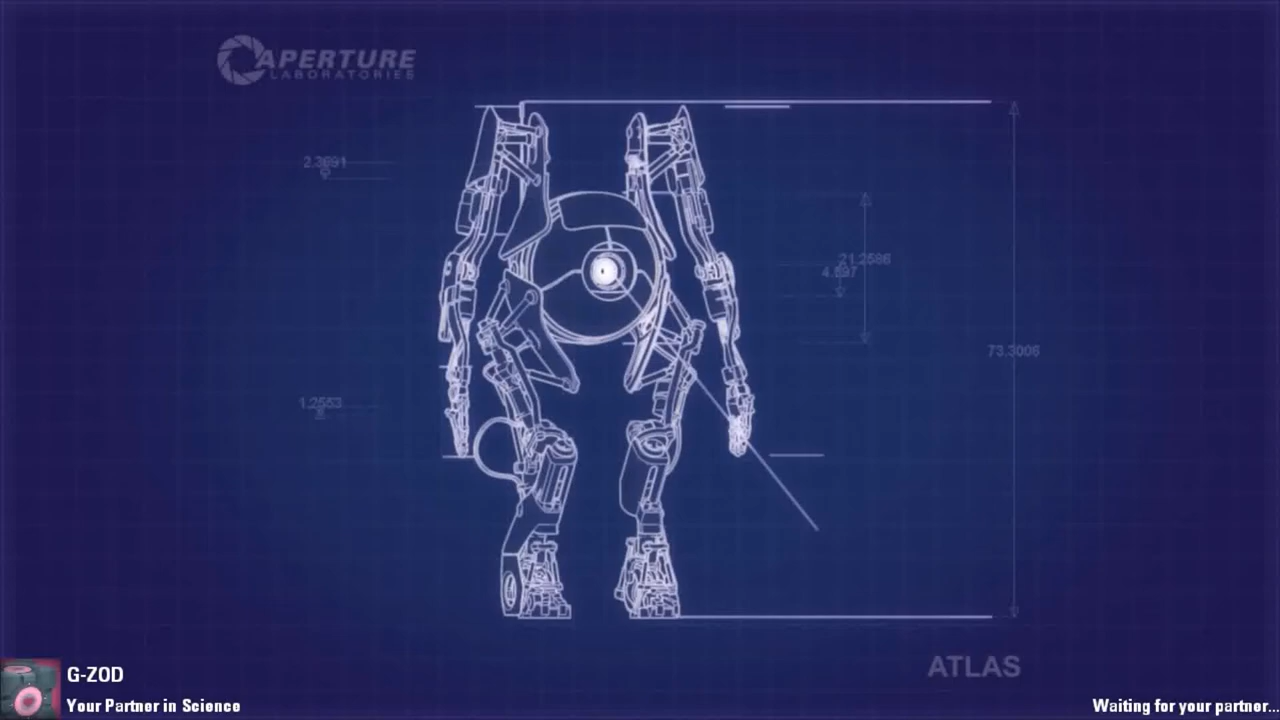 APERTURE
LABORATORIES
2.3691
21.2586
4.897
73.3006
1.2553
ATLAS
G-ZOD
Your Partner in Science
Waiting for your partner...